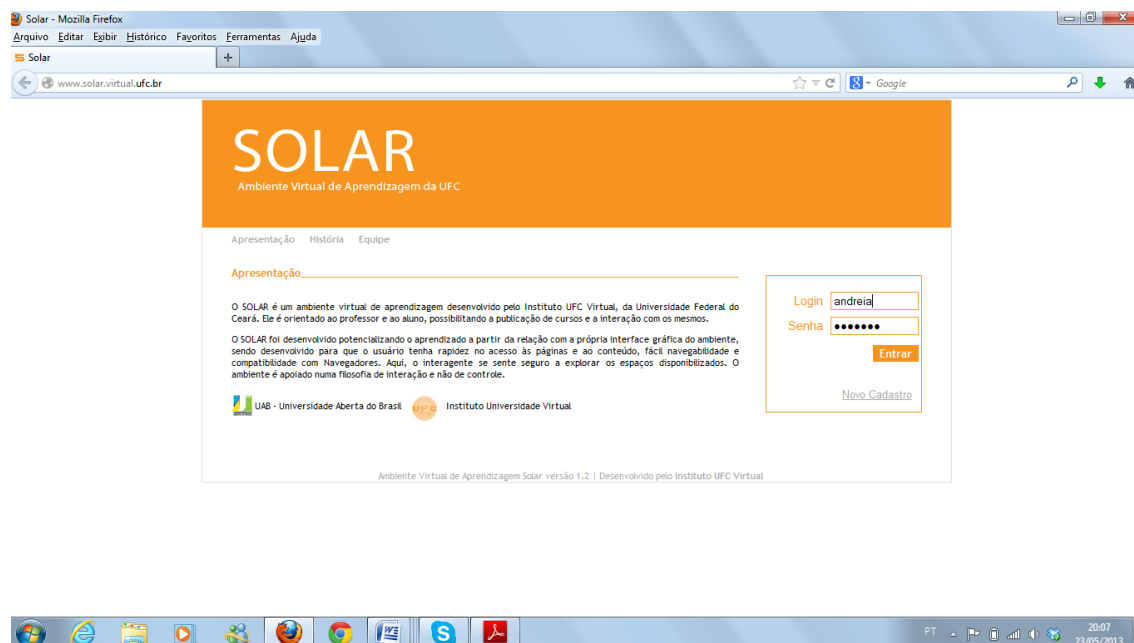 Solar - Mozilla Firefox
Arquivo Editar Exibir Histórico Favoritos Ferramentas Ajuda
Solar
www.solar.virtual.ufc.br
Google
SOLAR
Ambiente Virtual de Aprendizagem da UFC
Apresentação História Equipe
Apresentação
O SOLAR é um ambiente virtual de aprendizagem desenvolvido pelo Instituto UFC Virtual, da Universidade Federal do
Ceará. Ele é orientado ao professor e ao aluno, possibilitando a publicação de cursos e a interação com os mesmos.
O SOLAR foi desenvolvido potencializando o aprendizado a partir da relação com a própria interface gráfica do ambiente,
sendo desenvolvido para que o usuário tenha rapidez no acesso às páginas e ao conteúdo, fácil navegabilidade e
compatibilidade com Navegadores. Aqui, o interagente se sente seguro a explorar os espaços disponibilizados. O
ambiente é apoiado numa filosofia de interação e não de controle.
UAB - Universidade Aberta do Brasil UFC Instituto Universidade Virtual
Login andreia
Senha •••••••
Entrar
Novo Cadastro
Ambiente Virtual de Aprendizagem Solar versão 1.2 | Desenvolvido pelo Instituto UFC Virtual
PT
20:07
23/05/2013